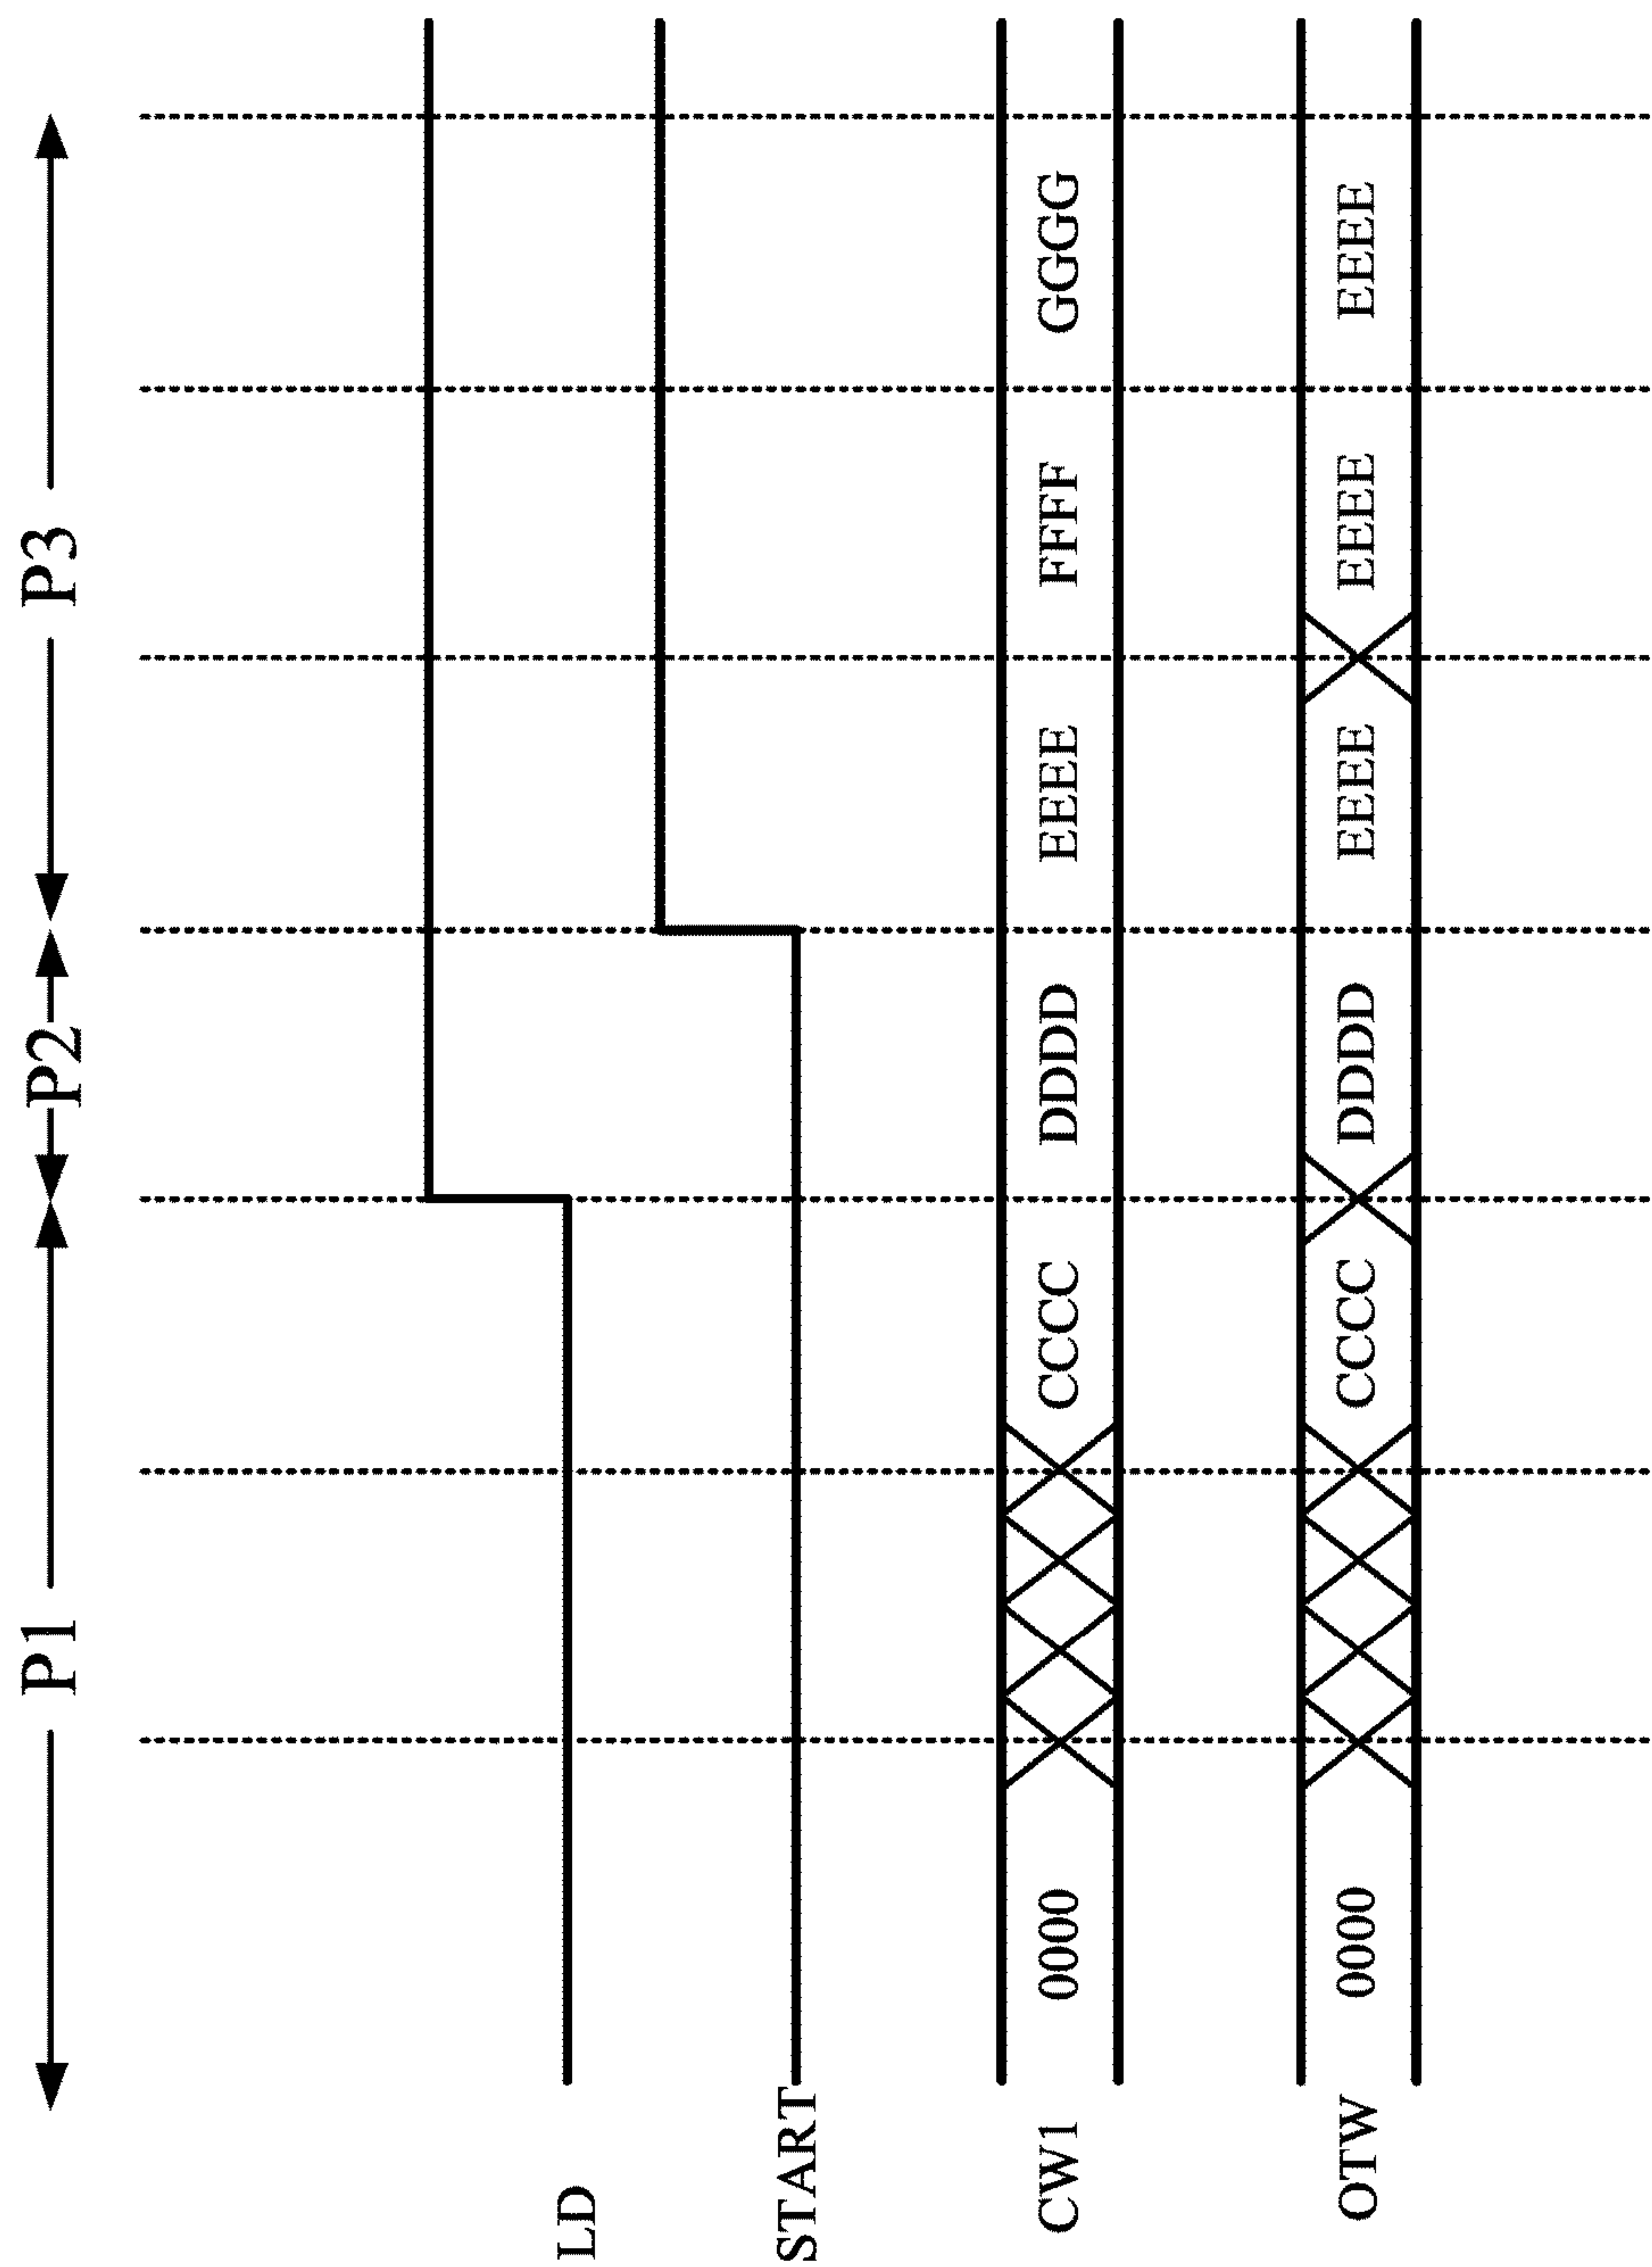 P1 P2 P3
LD
START
CW1 0000 CCCC DDDD EEEE FFFF GGGG
OTW 0000 CCCC DDDD EEEE EEEE EEEE